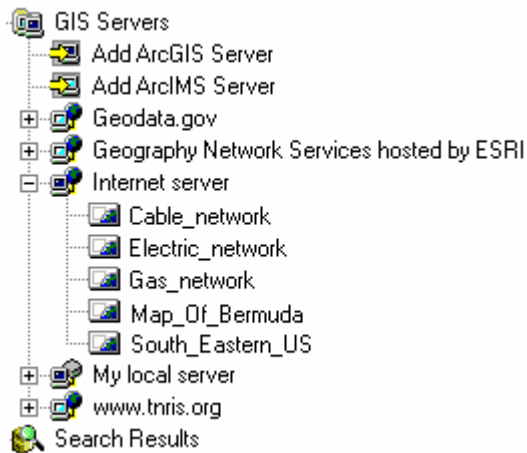 GIS Servers
Add ArcGIS Server
Add ArcIMS Server
Geodata.gov
Geography Network Services hosted by ESRI
Internet server
Cable_network
Electric_network
Gas_network
Map_Of_Bermuda
South_Eastern_US
My local server
www.tnris.org
Search Results